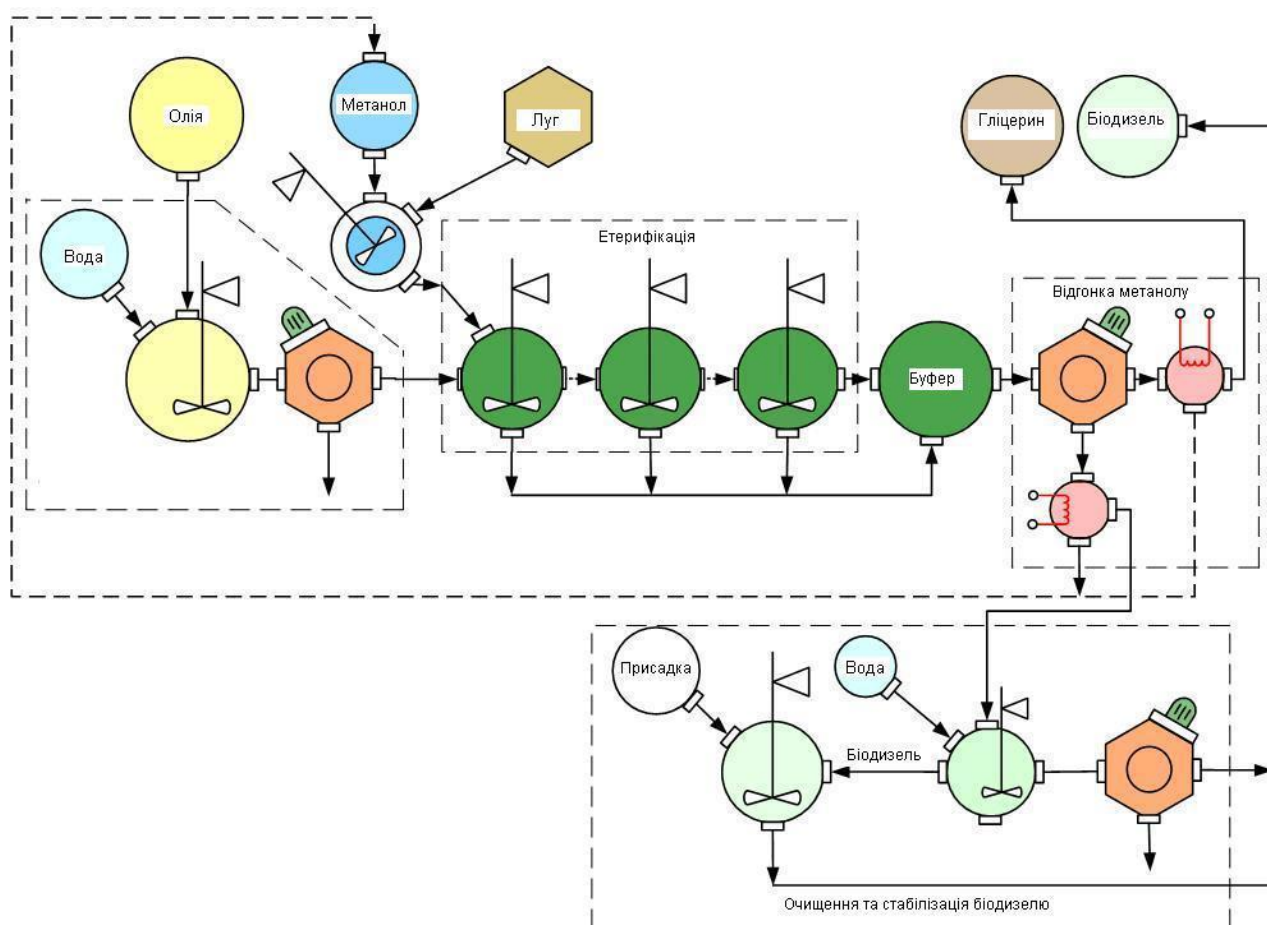 Олія
Метанол
Луг
Гліцерин
Біодизель
Вода
Етерифікація
Відгонка метанолу
Буфер
Присадка
Вода
Біодизель
Очищення та стабілізація біодизелю